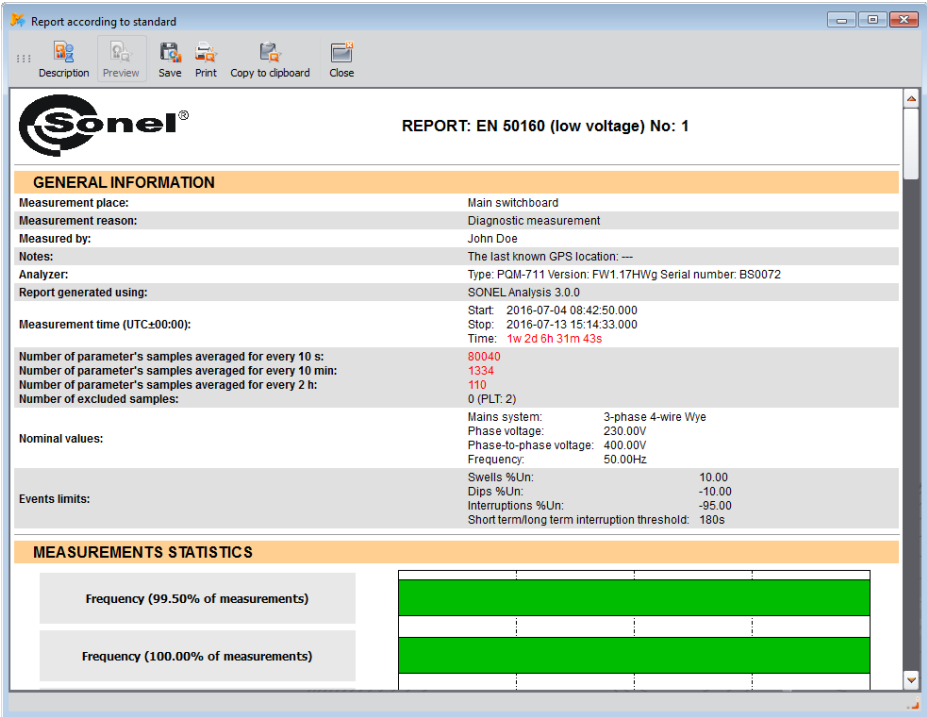 Report according to standard
Description Preview Save Print Copy to clipboard Close
Sonel®
REPORT: EN 50160 (low voltage) No: 1
GENERAL INFORMATION
Measurement place: Main switchboard
Measurement reason: Diagnostic measurement
Measured by: John Doe
Notes: The last known GPS location: ---
Analyzer: Type: PQM-711 Version: FW1.17HWg Serial number: BS0072
Report generated using: SONEL Analysis 3.0.0
Measurement time (UTC±00:00):
Start: 2016-07-04 08:42:50.000
Stop: 2016-07-13 15:14:33.000
Time: 1w 2d 6h 31m 43s
Number of parameter's samples averaged for every 10 s: 80040
Number of parameter's samples averaged for every 10 min: 1334
Number of parameter's samples averaged for every 2 h: 110
Number of excluded samples: 0 (PLT: 2)
Nominal values:
Mains system: 3-phase 4-wire Wye
Phase voltage: 230.00V
Phase-to-phase voltage: 400.00V
Frequency: 50.00Hz
Events limits:
Swells %Un: 10.00
Dips %Un: -10.00
Interruptions %Un: -95.00
Short term/long term interruption threshold: 180s
MEASUREMENTS STATISTICS
Frequency (99.50% of measurements)
Frequency (100.00% of measurements)